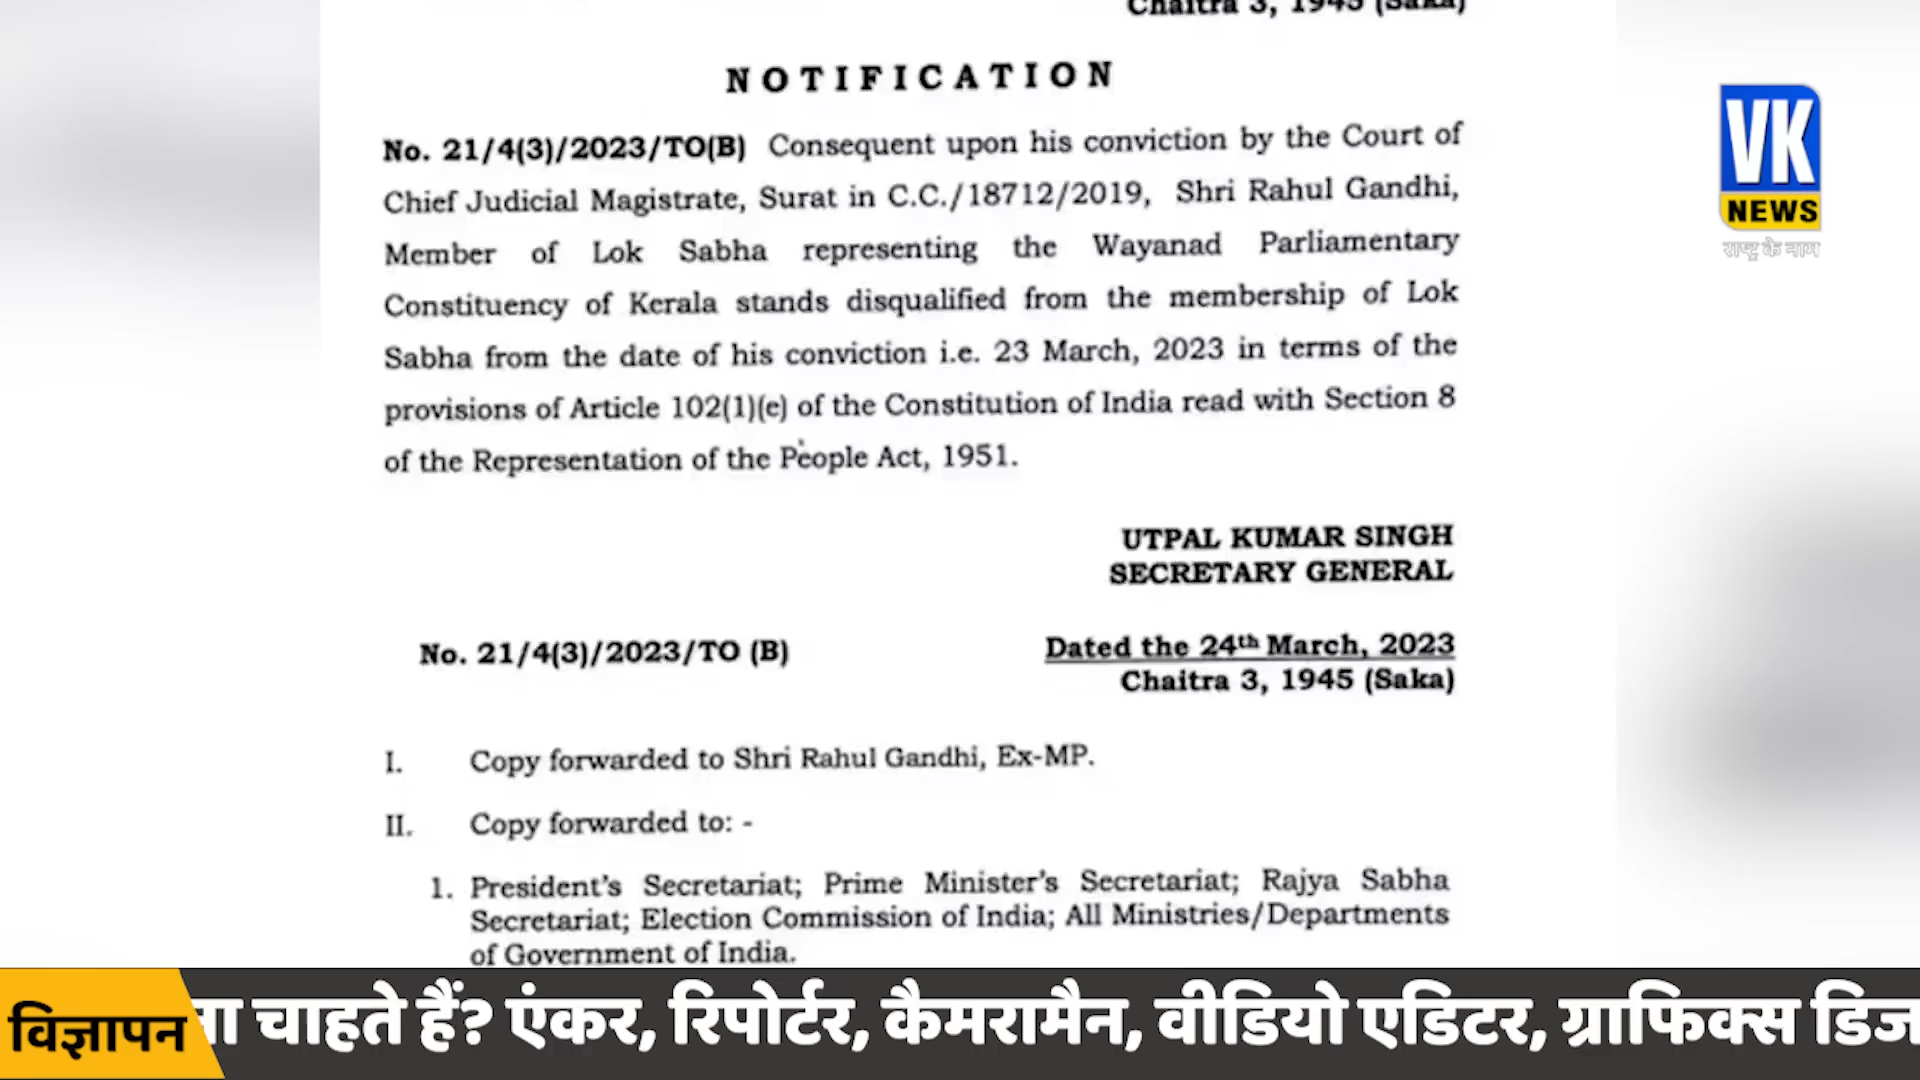 Chaitra 3, 1945 (Saka)
NOTIFICATION
No. 21/4(3)/2023/TO(B) Consequent upon his conviction by the Court of
Chief Judicial Magistrate, Surat in C.C./18712/2019, Shri Rahul Gandhi,
Member of Lok Sabha representing the Wayanad Parliamentary
Constituency of Kerala stands disqualified from the membership of Lok
Sabha from the date of his conviction i.e. 23 March, 2023 in terms of the
provisions of Article 102(1)(e) of the Constitution of India read with Section 8
of the Representation of the People Act, 1951.
UTPAL KUMAR SINGH
SECRETARY GENERAL
No. 21/4(3)/2023/TO (B)
Dated the 24th March, 2023
Chaitra 3, 1945 (Saka)
I. Copy forwarded to Shri Rahul Gandhi, Ex-MP.
II. Copy forwarded to: -
1. President's Secretariat; Prime Minister's Secretariat; Rajya Sabha
Secretariat; Election Commission of India; All Ministries/Departments
of Government of India.
VK
NEWS
राष्ट्र के नाम
विज्ञापन
चाहते हैं? एंकर, रिपोर्टर, कैमरामैन, वीडियो एडिटर, ग्राफिक्स